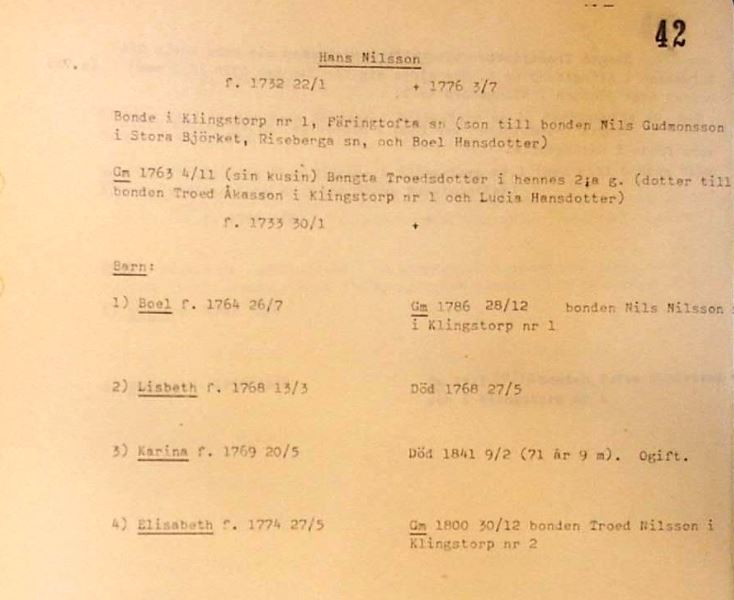 42
Hans Nilsson
f. 1732 22/1 + 1776 3/7
Bonde i Klingstorp nr 1, Färingtofta sn (son till bonden Nils Gudmonsson
i Stora Björket, Riseberga sn, och Boel Hansdotter)
Gm 1763 4/11 (sin kusin) Bengta Troedsdotter i hennes 2;a g. (dotter till
bonden Troed Åkasson i Klingstorp nr 1 och Lucia Hansdotter)
f. 1733 30/1 +
Barn:
1) Boel f. 1764 26/7 Gm 1786 28/12 bonden Nils Nilsson
i Klingstorp nr 1
2) Lisbeth f. 1768 13/3 Död 1768 27/5
3) Karina f. 1769 20/5 Död 1841 9/2 (71 år 9 m). Ogift.
4) Elisabeth f. 1774 27/5 Gm 1800 30/12 bonden Troed Nilsson i
Klingstorp nr 2